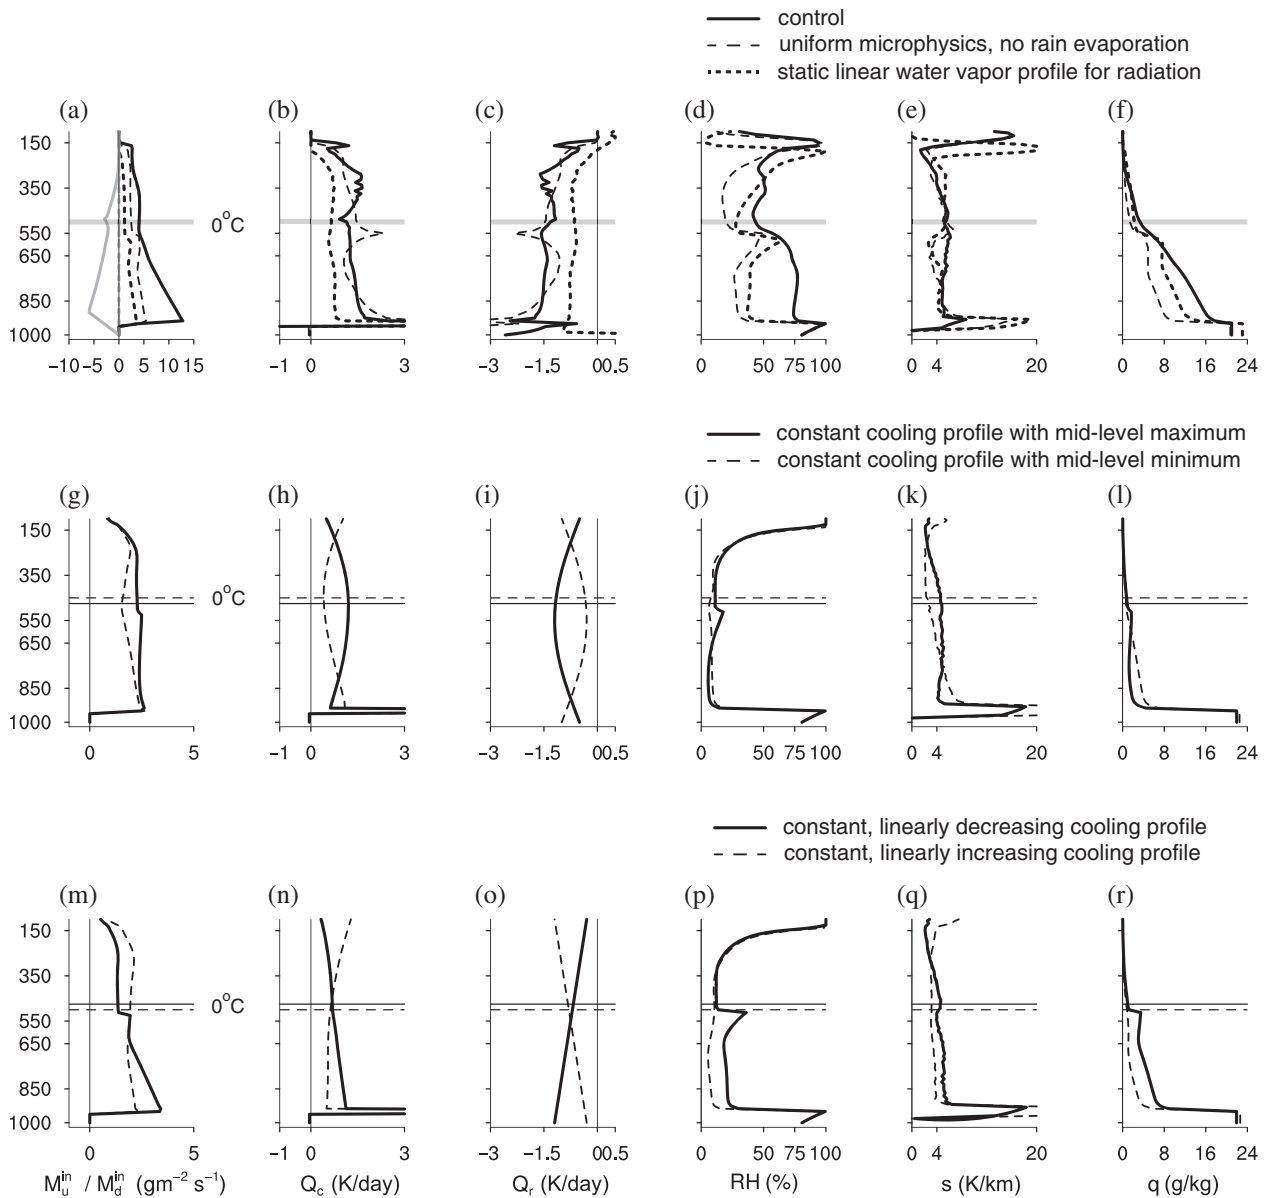 control
uniform microphysics, no rain evaporation
static linear water vapor profile for radiation
(a) (b) (c) (d) (e) (f)
150
350
550
650
850
1000
0°C
−10 −5 0 5 10 15
−1 0 3
−3 −1.5 0 0.5
0 50 75 100
0 4 20
0 8 16 24
constant cooling profile with mid-level maximum
constant cooling profile with mid-level minimum
(g) (h) (i) (j) (k) (l)
150
350
550
650
850
1000
0°C
0 5
−1 0 3
−3 −1.5 0 0.5
0 50 75 100
0 4 20
0 8 16 24
constant, linearly decreasing cooling profile
constant, linearly increasing cooling profile
(m) (n) (o) (p) (q) (r)
150
350
550
650
850
1000
0°C
0 5
−1 0 3
−3 −1.5 0 0.5
0 50 75 100
0 4 20
0 8 16 24
M_u^in / M_d^in (gm⁻² s⁻¹)
Q_c (K/day)
Q_r (K/day)
RH (%)
s (K/km)
q (g/kg)